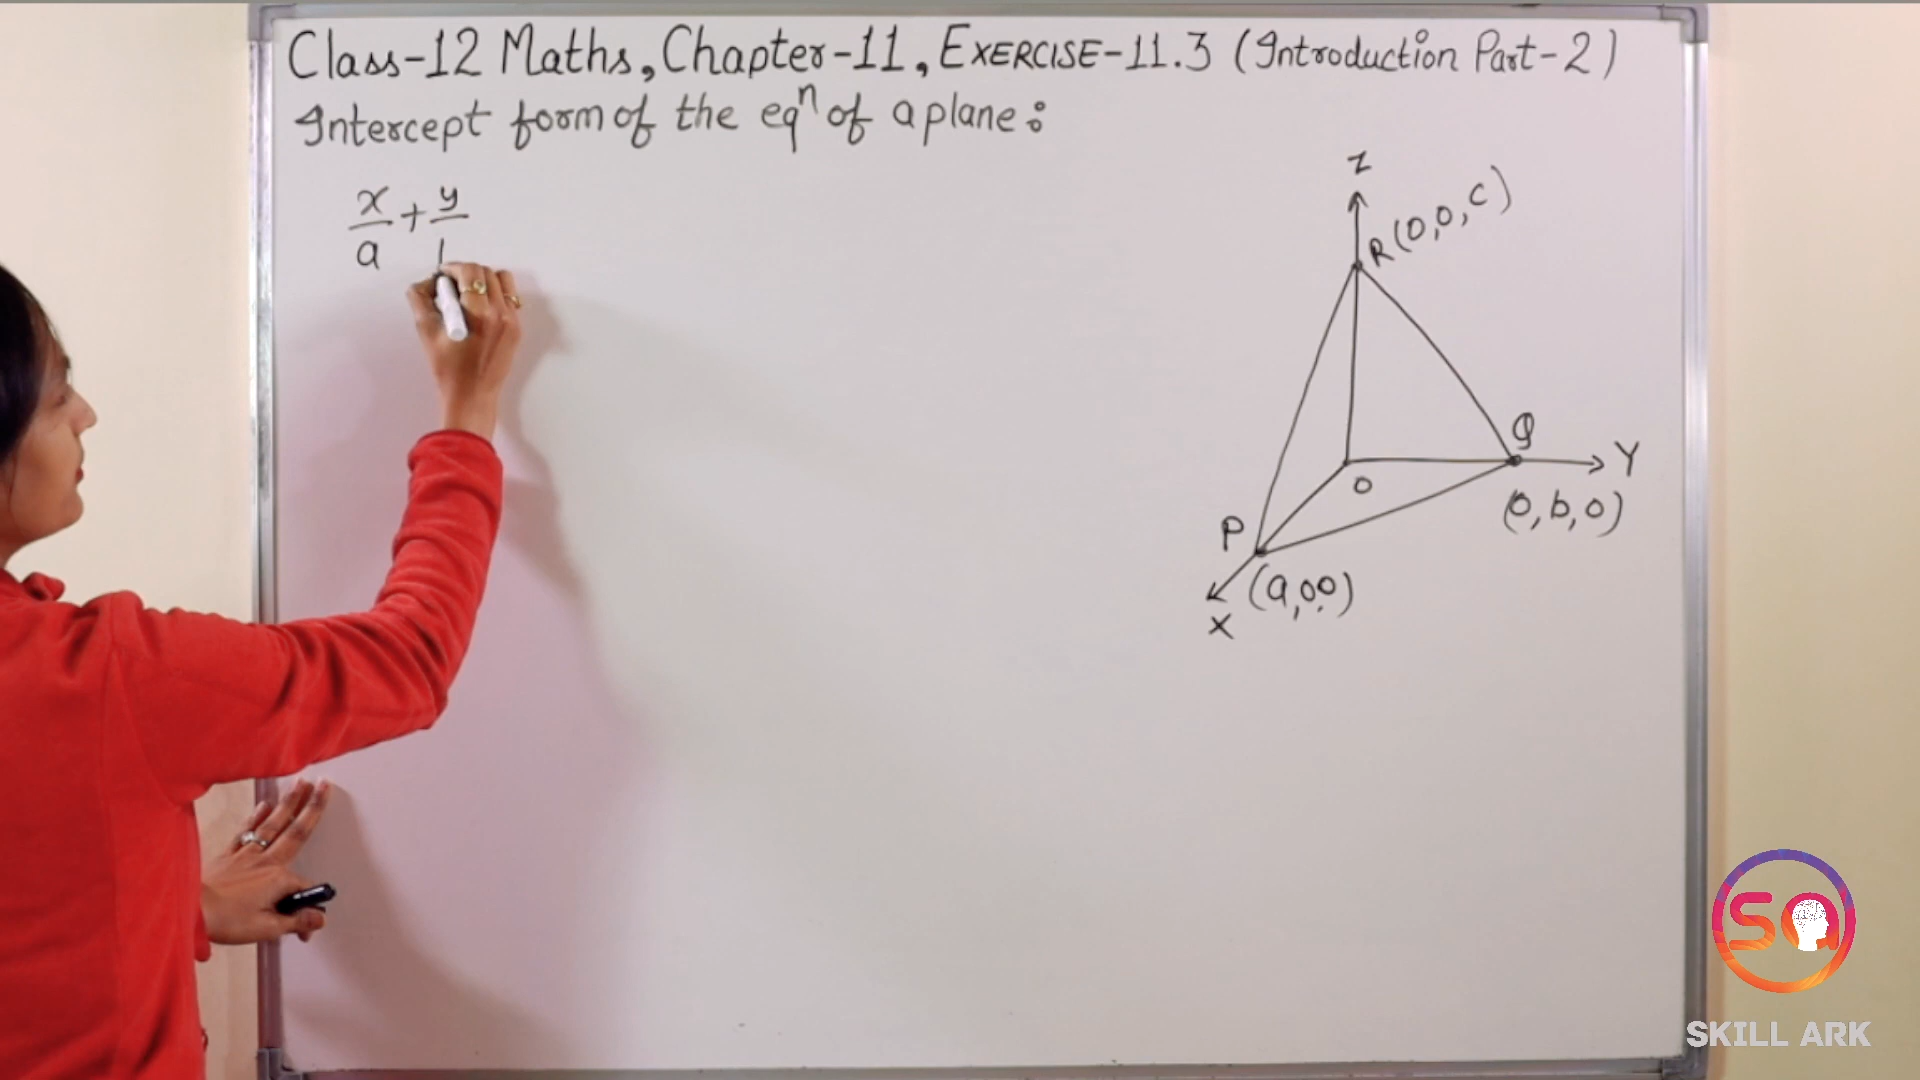 Class-12 Maths, Chapter-11, EXERCISE-11.3 (Introduction Part-2)
Intercept form of the eqⁿ of a plane:
x/a + y/
Z
R(0,0,c)
Q
Y
O
(0,b,0)
P
(a,0,0)
X
SA
SKILL ARK